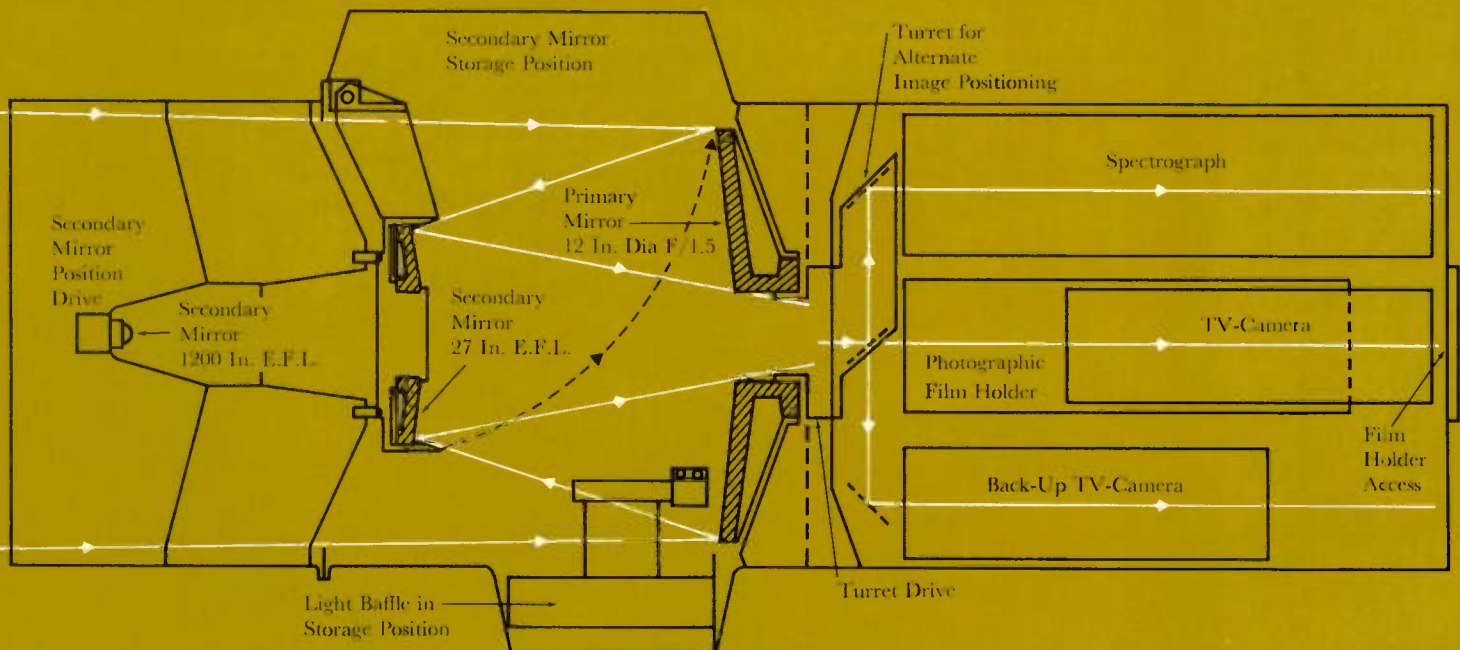 Secondary Mirror
Storage Position
Turret for
Alternate
Image Positioning
Spectrograph
Primary
Mirror
12 In. Dia F/1.5
Secondary
Mirror
Position
Drive
Secondary
Mirror
1200 In. E.F.L.
Secondary
Mirror
27 In. E.F.L.
TV-Camera
Photographic
Film Holder
Film
Holder
Access
Back-Up TV-Camera
Turret Drive
Light Baffle in
Storage Position